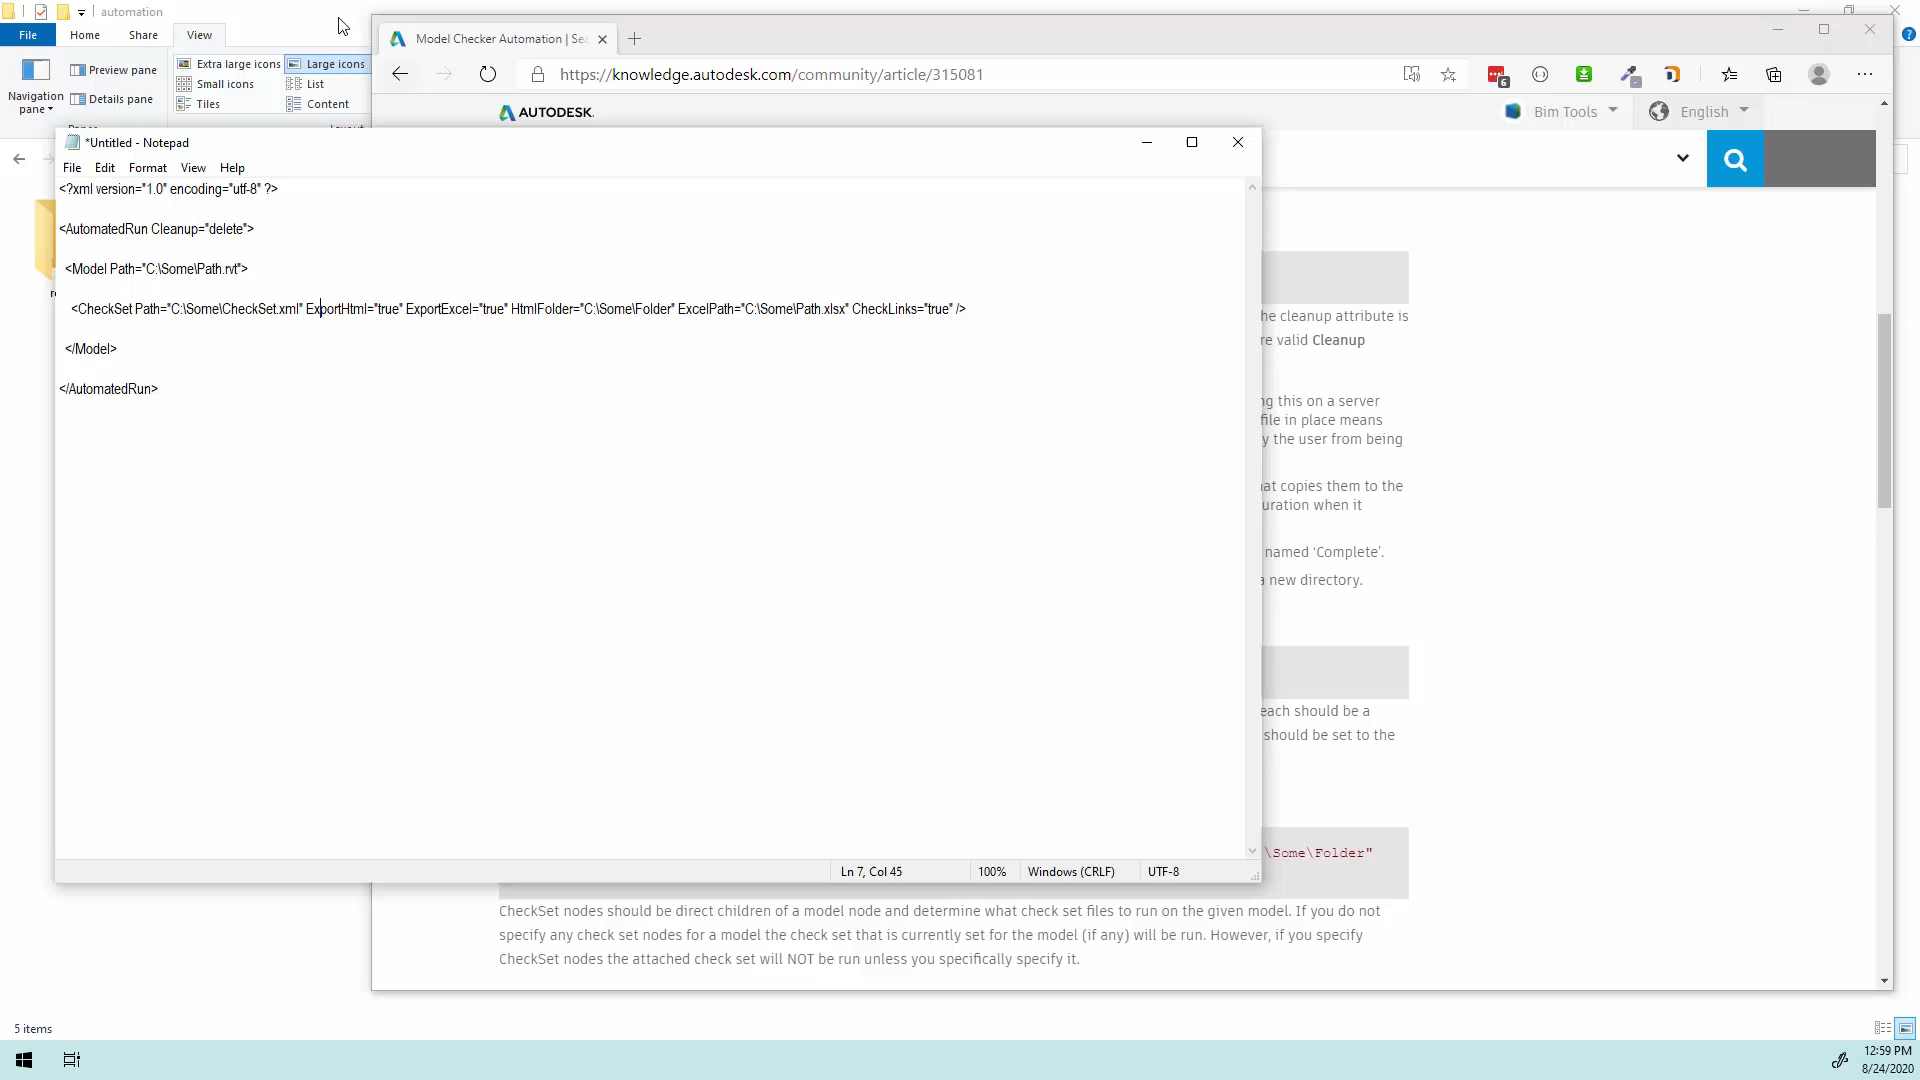 automation
File Home Share View
Navigation pane
Preview pane
Details pane
Extra large icons Large icons
Small icons List
Tiles Content
Model Checker Automation | Sea
https://knowledge.autodesk.com/community/article/315081
6
AUTODESK.
Bim Tools English
*Untitled - Notepad
File Edit Format View Help
<?xml version="1.0" encoding="utf-8" ?>
<AutomatedRun Cleanup="delete">
<Model Path="C:\Some\Path.rvt">
<CheckSet Path="C:\Some\CheckSet.xml" ExportHtml="true" ExportExcel="true" HtmlFolder="C:\Some\Folder" ExcelPath="C:\Some\Path.xlsx" CheckLinks="true" />
</Model>
</AutomatedRun>
Ln 7, Col 45 100% Windows (CRLF) UTF-8
he cleanup attribute is
re valid Cleanup
ng this on a server
file in place means
y the user from being
hat copies them to the
uration when it
named ‘Complete’.
a new directory.
each should be a
should be set to the
\Some\Folder"
CheckSet nodes should be direct children of a model node and determine what check set files to run on the given model. If you do not
specify any check set nodes for a model the check set that is currently set for the model (if any) will be run. However, if you specify
CheckSet nodes the attached check set will NOT be run unless you specifically specify it.
5 items
12:59 PM
8/24/2020